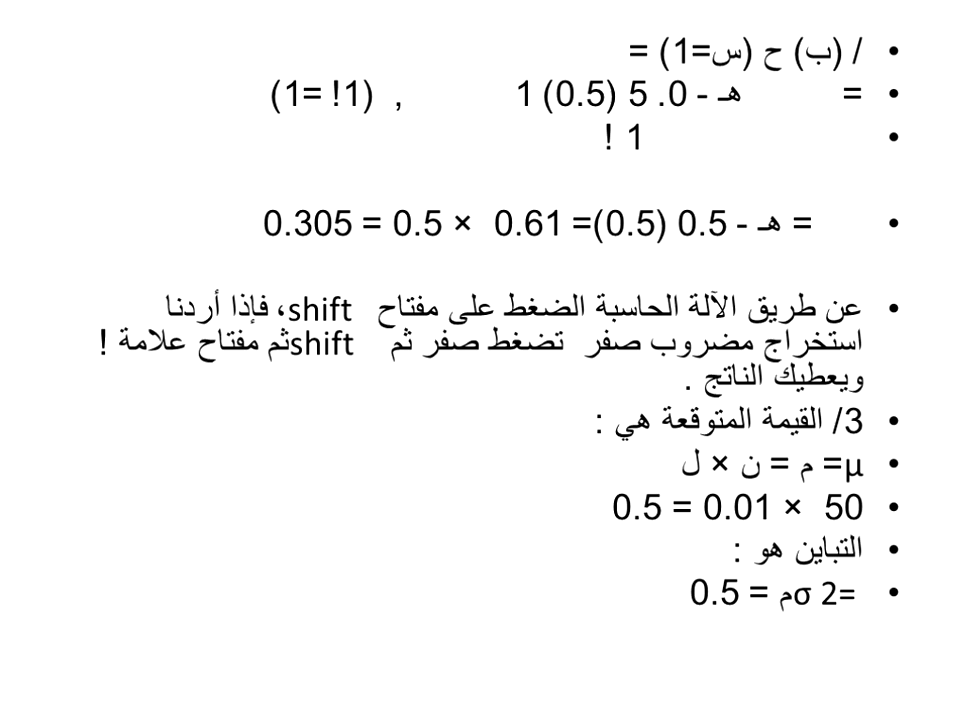 • / (ب) ح (س=1) =
• = هـ - 0. 5 (0.5) 1 , (1! =1)
• 1 !
• = هـ - 0.5 (0.5)= 0.61 × 0.5 = 0.305
• عن طريق الآلة الحاسبة الضغط على مفتاح shift، فإذا أردنا
استخراج مضروب صفر تضغط صفر ثم shiftثم مفتاح علامة !
ويعطيك الناتج .
• 3/ القيمة المتوقعة هي :
• µ= م = ن × ل
• 50 × 0.01 = 0.5
• التباين هو :
• =2 σم = 0.5